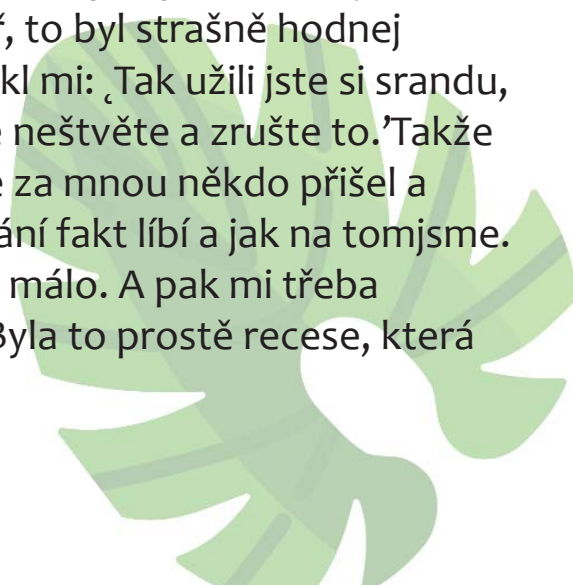 , to byl strašně hodnej
kl mi: ‚Tak užili jste si srandu,
neštvěte a zrušte to.’Takže
za mnou někdo přišel a
ání fakt líbí a jak na tomjsme.
málo. A pak mi třeba
Byla to prostě recese, která